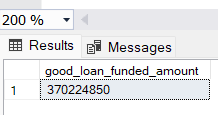 200 %
Results Messages
good_loan_funded_amount
1 370224850